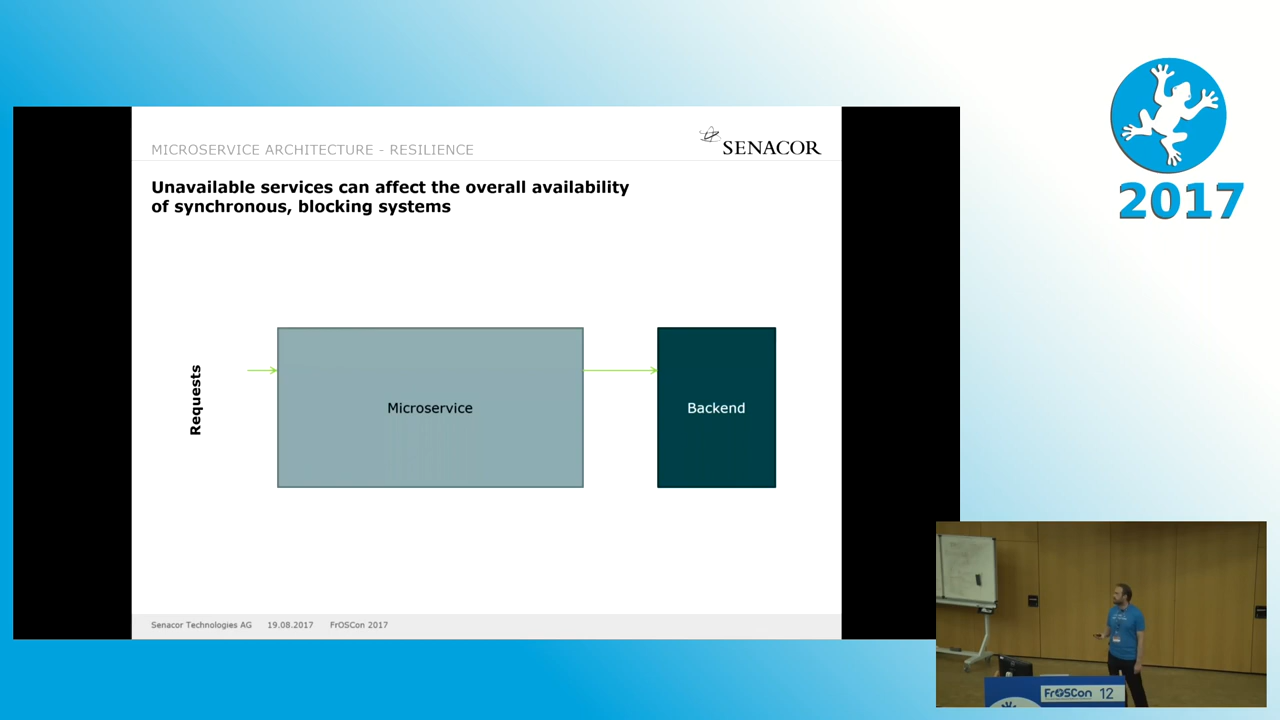 MICROSERVICE ARCHITECTURE - RESILIENCE
SENACOR
Unavailable services can affect the overall availability
of synchronous, blocking systems
Requests
Microservice
Backend
Senacor Technologies AG 19.08.2017 FrOSCon 2017
2017
FrOSCon 12